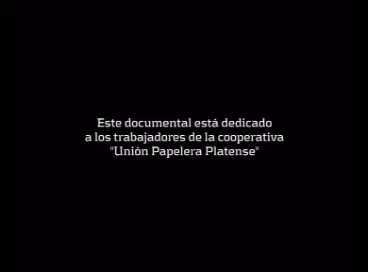 Este documental está dedicado
a los trabajadores de la cooperativa
"Unión Papelera Platense"